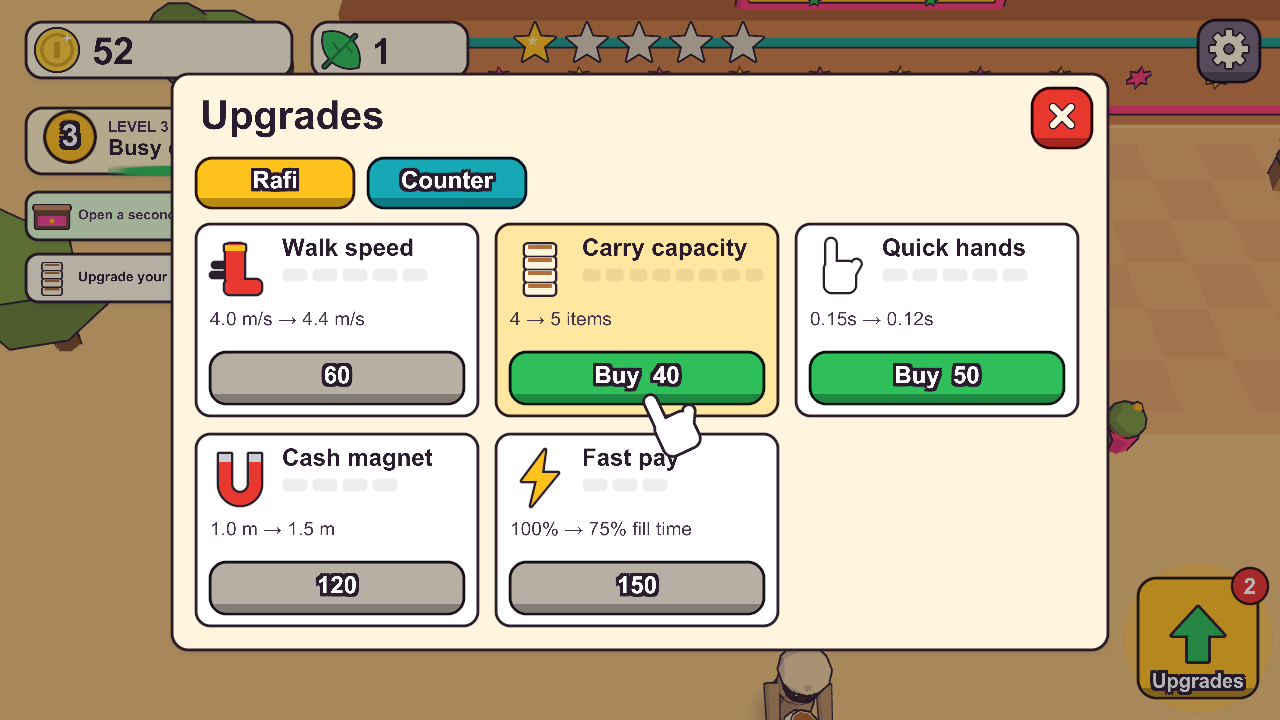 52
1
3
LEVEL 3
Busy
Open a secon
Upgrade your
Upgrades
Rafi
Counter
Walk speed
4.0 m/s → 4.4 m/s
60
Carry capacity
4 → 5 items
Buy 40
Quick hands
0.15s → 0.12s
Buy 50
Cash magnet
1.0 m → 1.5 m
120
Fast pay
100% → 75% fill time
150
2
Upgrades